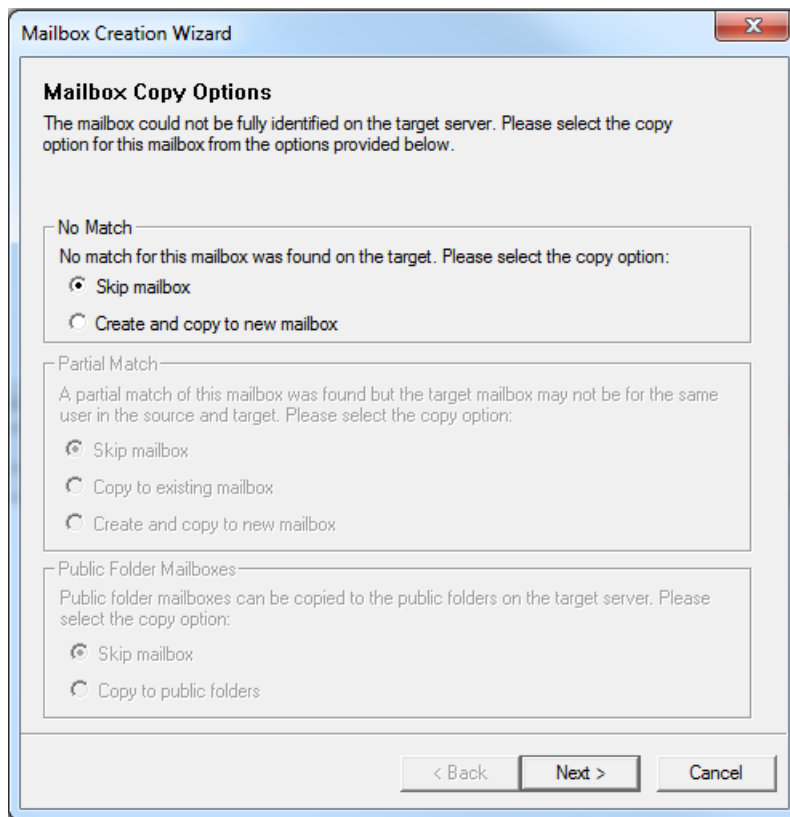 Mailbox Creation Wizard
Mailbox Copy Options
The mailbox could not be fully identified on the target server. Please select the copy
option for this mailbox from the options provided below.
No Match
No match for this mailbox was found on the target. Please select the copy option:
Skip mailbox
Create and copy to new mailbox
Partial Match
A partial match of this mailbox was found but the target mailbox may not be for the same
user in the source and target. Please select the copy option:
Skip mailbox
Copy to existing mailbox
Create and copy to new mailbox
Public Folder Mailboxes
Public folder mailboxes can be copied to the public folders on the target server. Please
select the copy option:
Skip mailbox
Copy to public folders
< Back Next > Cancel